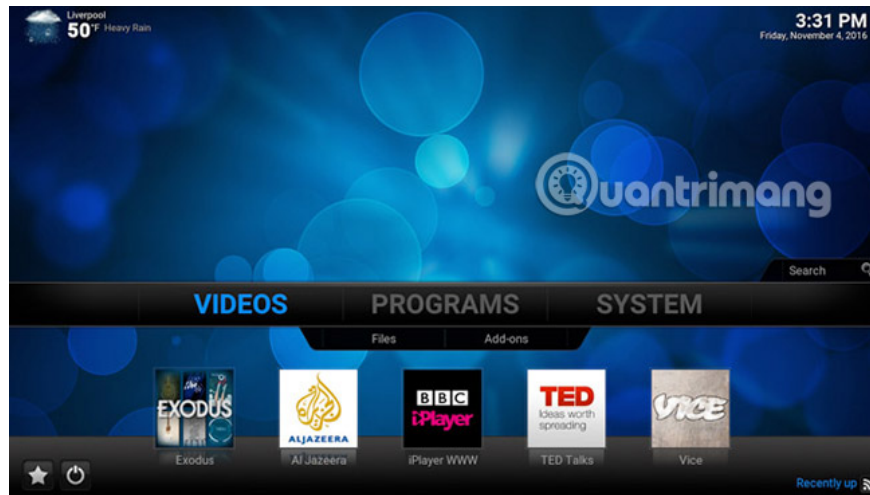 Liverpool
50°F Heavy Rain
3:31 PM
Friday, November 4, 2016
Quantrimang
Search
VIDEOS PROGRAMS SYSTEM
Files Add-ons
EXODUS
الجزيرة
ALJAZEERA
BBC
iPlayer
TED
Ideas worth
spreading
VICE
Exodus Al Jazeera iPlayer WWW TED Talks Vice
Recently up